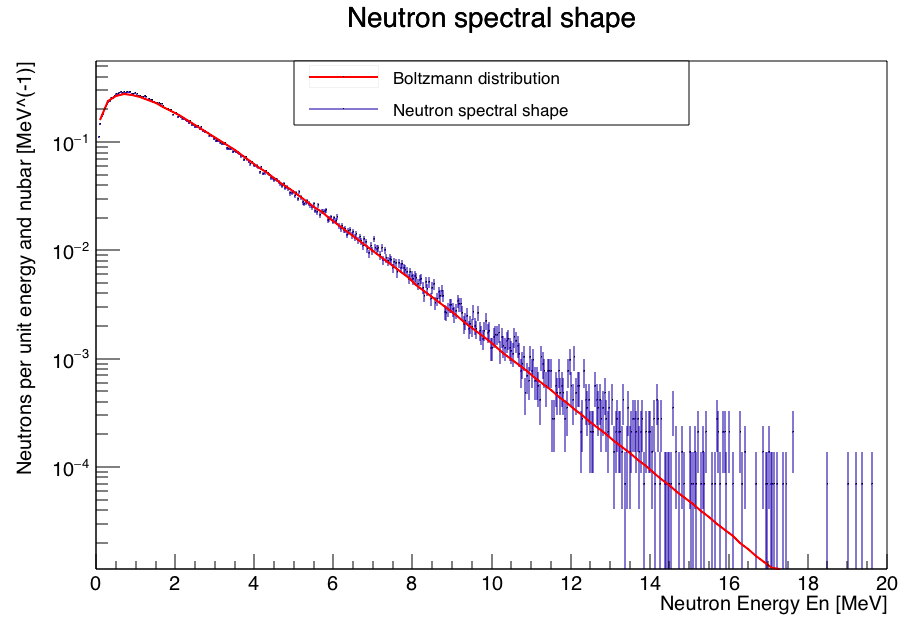 Neutron spectral shape
Neutrons per unit energy and nubar [MeV^(-1)]
Boltzmann distribution
Neutron spectral shape
10⁻¹
10⁻²
10⁻³
10⁻⁴
0 2 4 6 8 10 12 14 16 18 20
Neutron Energy En [MeV]